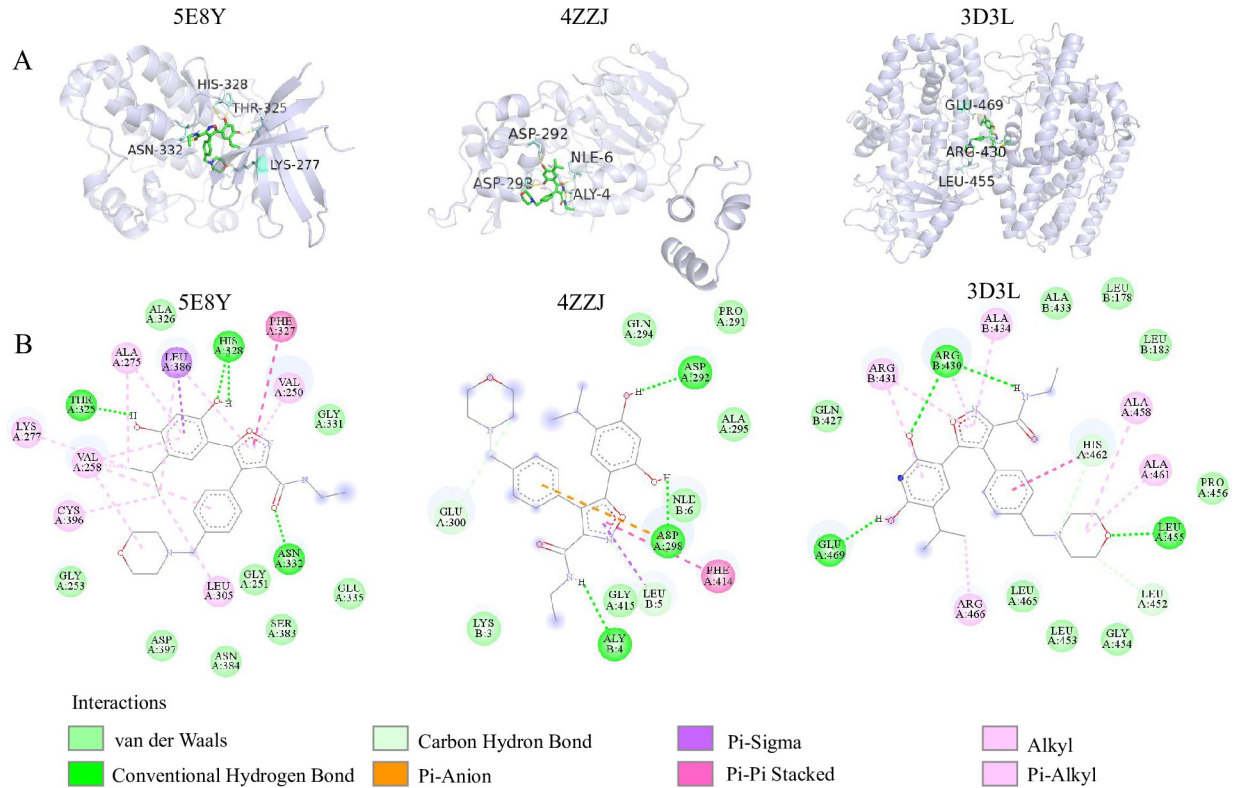 5E8Y
4ZZJ
3D3L
A
HIS-328
THR-325
ASN-332
LYS-277
ASP-292
NLE-6
ASP-298
ALY-4
GLU-469
ARG-430
LEU-455
B
5E8Y
ALA
A:326
PHE
A:327
HIS
A:328
ALA
A:275
LEU
A:386
VAL
A:250
THR
A:325
GLY
A:331
LYS
A:277
VAL
A:258
CYS
A:396
ASN
A:332
GLY
A:253
LEU
A:305
GLY
A:251
GLU
A:335
SER
A:383
ASP
A:397
ASN
A:384
H
O
H
O
O
N
N
H
O
N
O
4ZZJ
GLN
A:294
PRO
A:291
ASP
A:292
ALA
A:295
GLU
A:300
NLE
B:6
ASP
A:298
PHE
A:414
GLY
A:415
LEU
B:5
LYS
B:3
ALY
B:4
O
N
H
O
O
H
O
N
O
N
H
3D3L
ALA
B:433
LEU
B:178
ALA
B:434
ARG
B:430
LEU
B:183
ARG
B:431
ALA
A:458
GLN
B:427
HIS
A:462
ALA
A:461
PRO
A:456
LEU
A:455
GLU
A:469
LEU
A:465
LEU
A:452
ARG
A:466
LEU
A:453
GLY
A:454
H
N
O
N
O
O
H
O
N
O
Interactions
van der Waals
Carbon Hydron Bond
Pi-Sigma
Alkyl
Conventional Hydrogen Bond
Pi-Anion
Pi-Pi Stacked
Pi-Alkyl